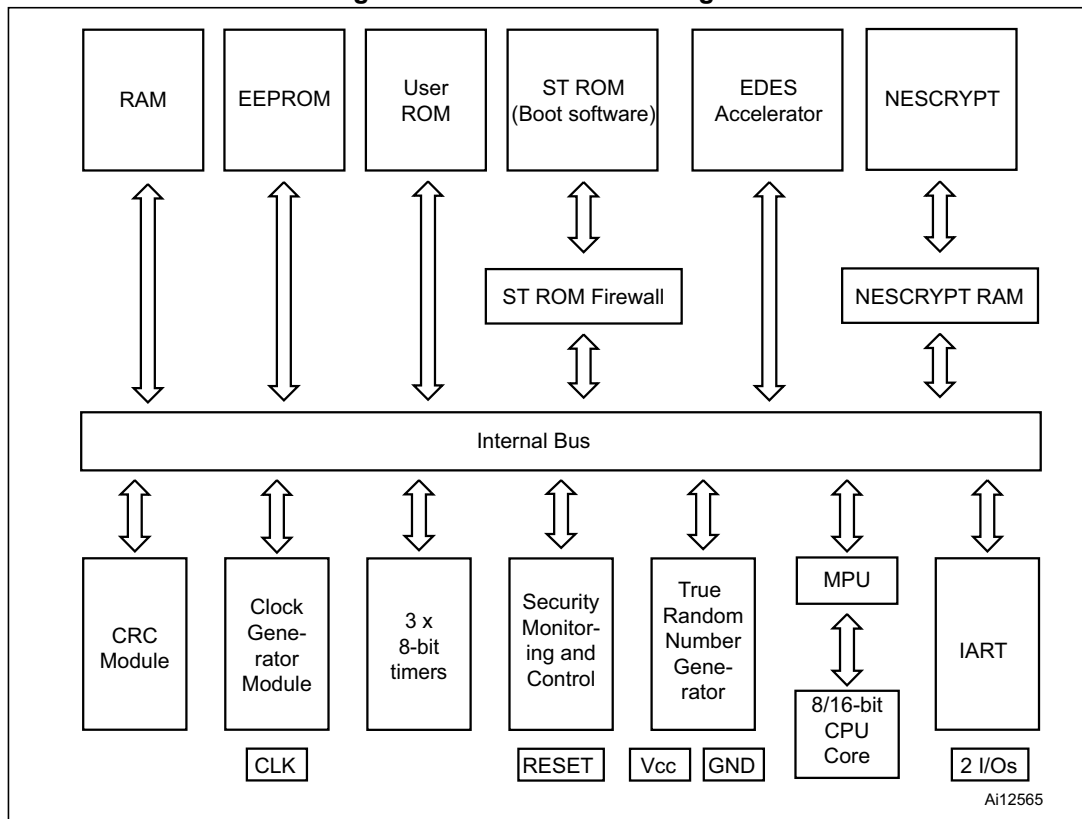 RAM
EEPROM
User
ROM
ST ROM
(Boot software)
EDES
Accelerator
NESCRYPT
ST ROM Firewall
NESCRYPT RAM
Internal Bus
CRC
Module
Clock
Gene-
rator
Module
3 x
8-bit
timers
Security
Monitor-
ing and
Control
True
Random
Number
Gene-
rator
MPU
8/16-bit
CPU
Core
IART
CLK
RESET
Vcc
GND
2 I/Os
Ai12565